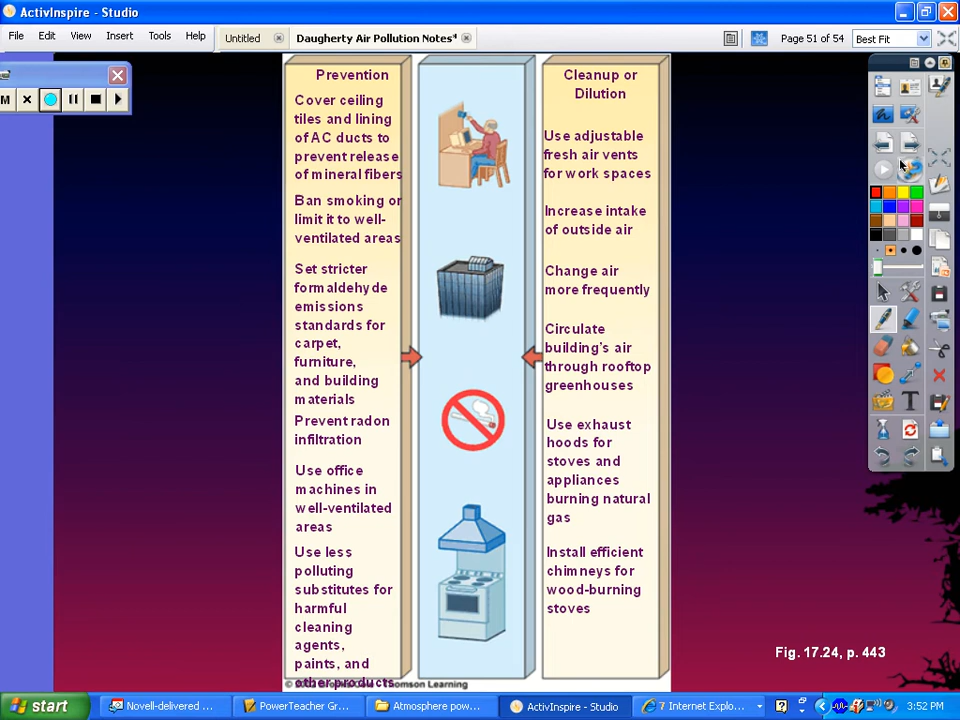 ActivInspire - Studio
File Edit View Insert Tools Help
Untitled
Daugherty Air Pollution Notes*
Page 51 of 54
Best Fit
M
Prevention
Cover ceiling
tiles and lining
of AC ducts to
prevent release
of mineral fibers
Ban smoking or
limit it to well-
ventilated areas
Set stricter
formaldehyde
emissions
standards for
carpet,
furniture,
and building
materials
Prevent radon
infiltration
Use office
machines in
well-ventilated
areas
Use less
polluting
substitutes for
harmful
cleaning
agents,
paints, and
other products
Cleanup or
Dilution
Use adjustable
fresh air vents
for work spaces
Increase intake
of outside air
Change air
more frequently
Circulate
building's air
through rooftop
greenhouses
Use exhaust
hoods for
stoves and
appliances
burning natural
gas
Install efficient
chimneys for
wood-burning
stoves
Thomson Learning
Fig. 17.24, p. 443
start
Novell-delivered ...
PowerTeacher Gr...
Atmosphere pow...
ActivInspire - Studio
7 Internet Explo...
3:52 PM